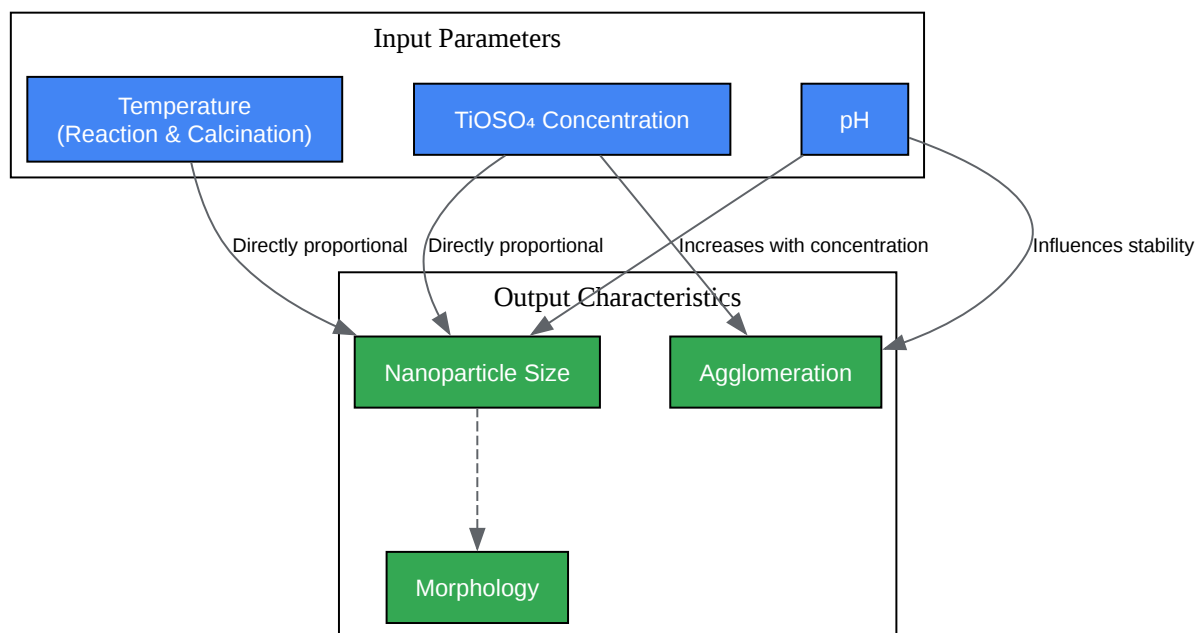 Input Parameters
Temperature
(Reaction & Calcination)
TiOSO₄ Concentration
pH
Directly proportional
Directly proportional
Increases with concentration
Influences stability
Output Characteristics
Nanoparticle Size
Agglomeration
Morphology